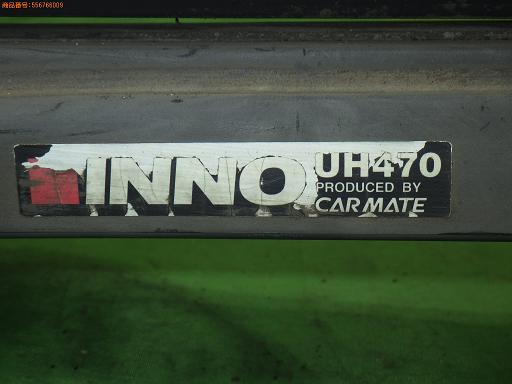 商品番号:556768009
INNO
UH470
PRODUCED BY
CARMATE